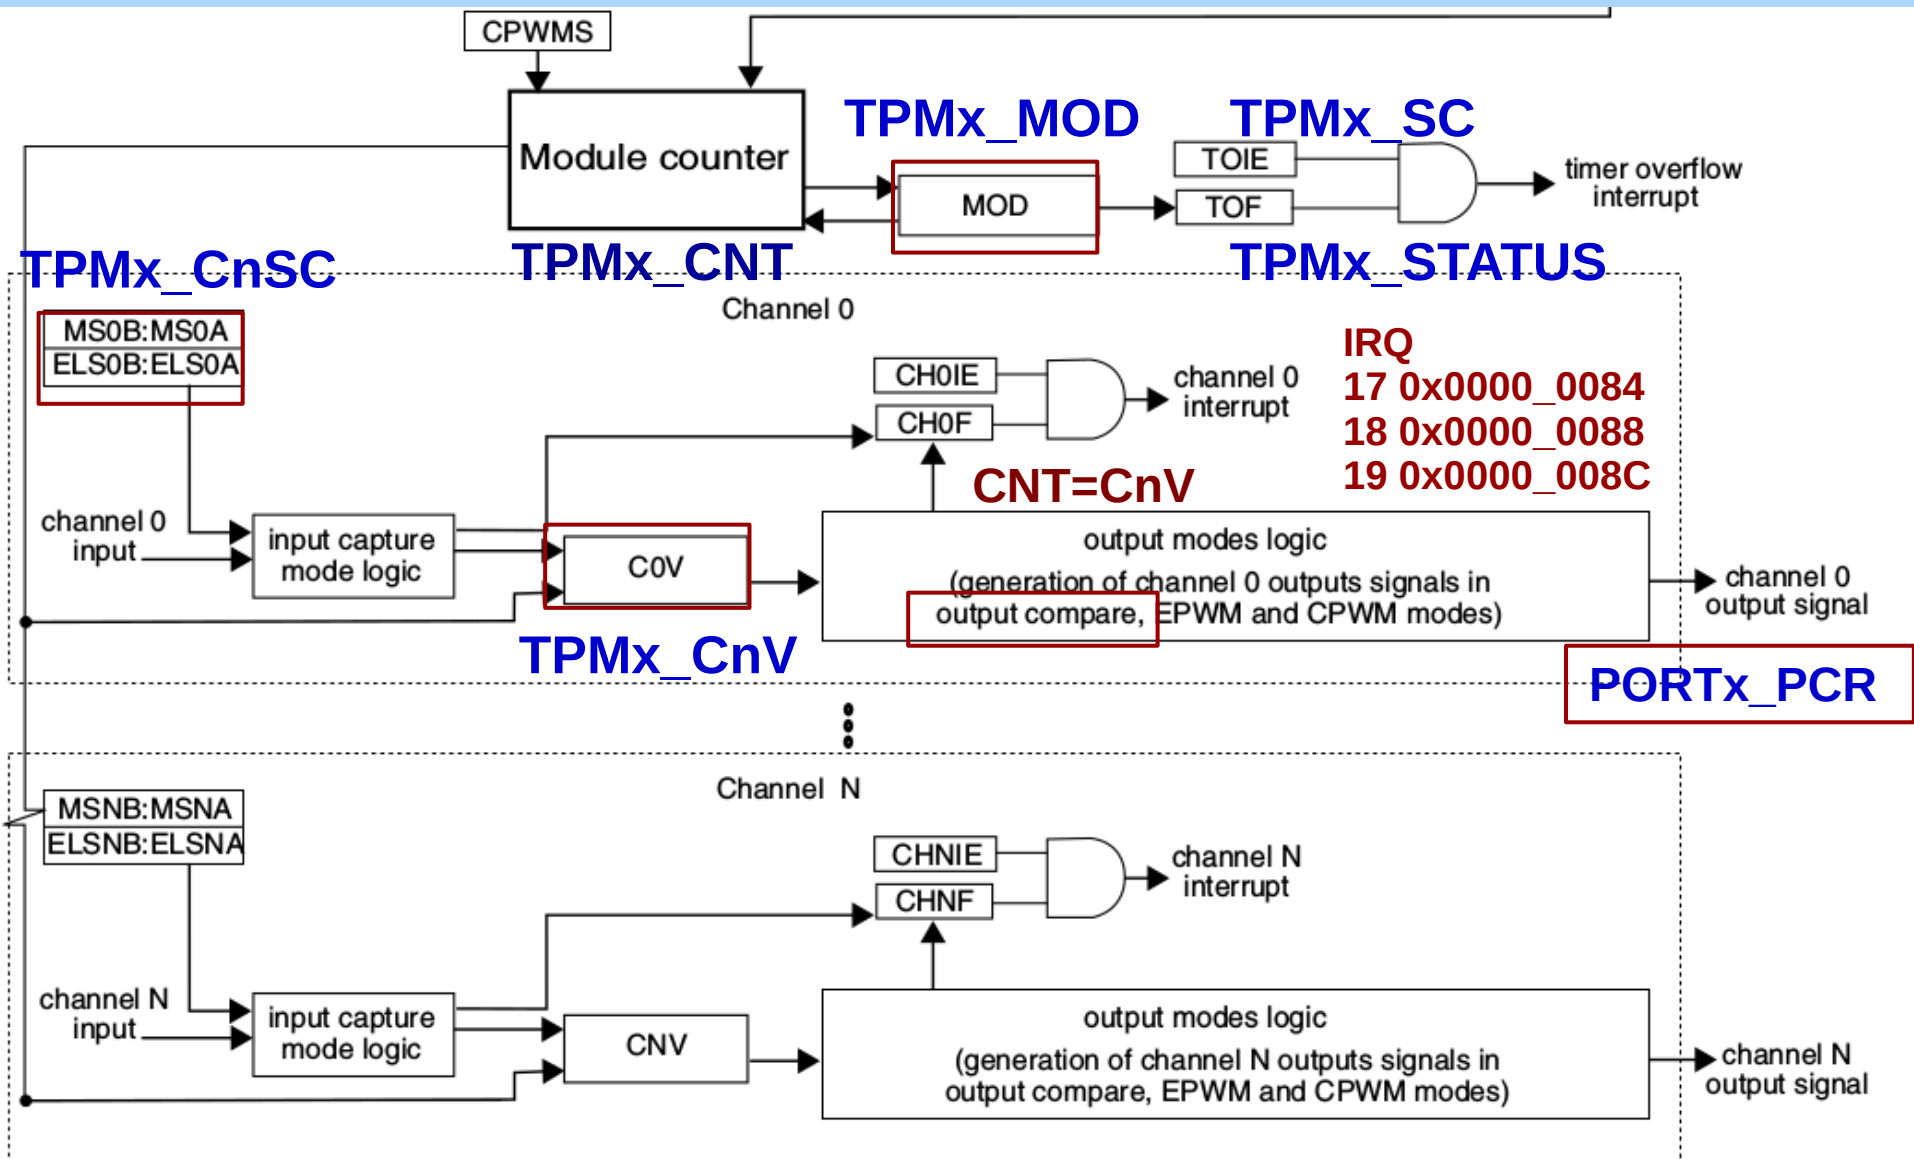 CPWMS
TPMx_MOD
TPMx_SC
Module counter
TOIE
timer overflow
interrupt
MOD
TOF
TPMx_CnSC
TPMx_CNT
TPMx_STATUS
Channel 0
MS0B:MS0A
ELS0B:ELS0A
IRQ
17 0x0000_0084
18 0x0000_0088
19 0x0000_008C
CH0IE
channel 0
interrupt
CH0F
CNT=CnV
channel 0
input
input capture
mode logic
C0V
output modes logic
(generation of channel 0 outputs signals in
output compare, EPWM and CPWM modes)
channel 0
output signal
TPMx_CnV
PORTx_PCR
Channel N
MSNB:MSNA
ELSNB:ELSNA
CHNIE
channel N
interrupt
CHNF
channel N
input
input capture
mode logic
CNV
output modes logic
(generation of channel N outputs signals in
output compare, EPWM and CPWM modes)
channel N
output signal